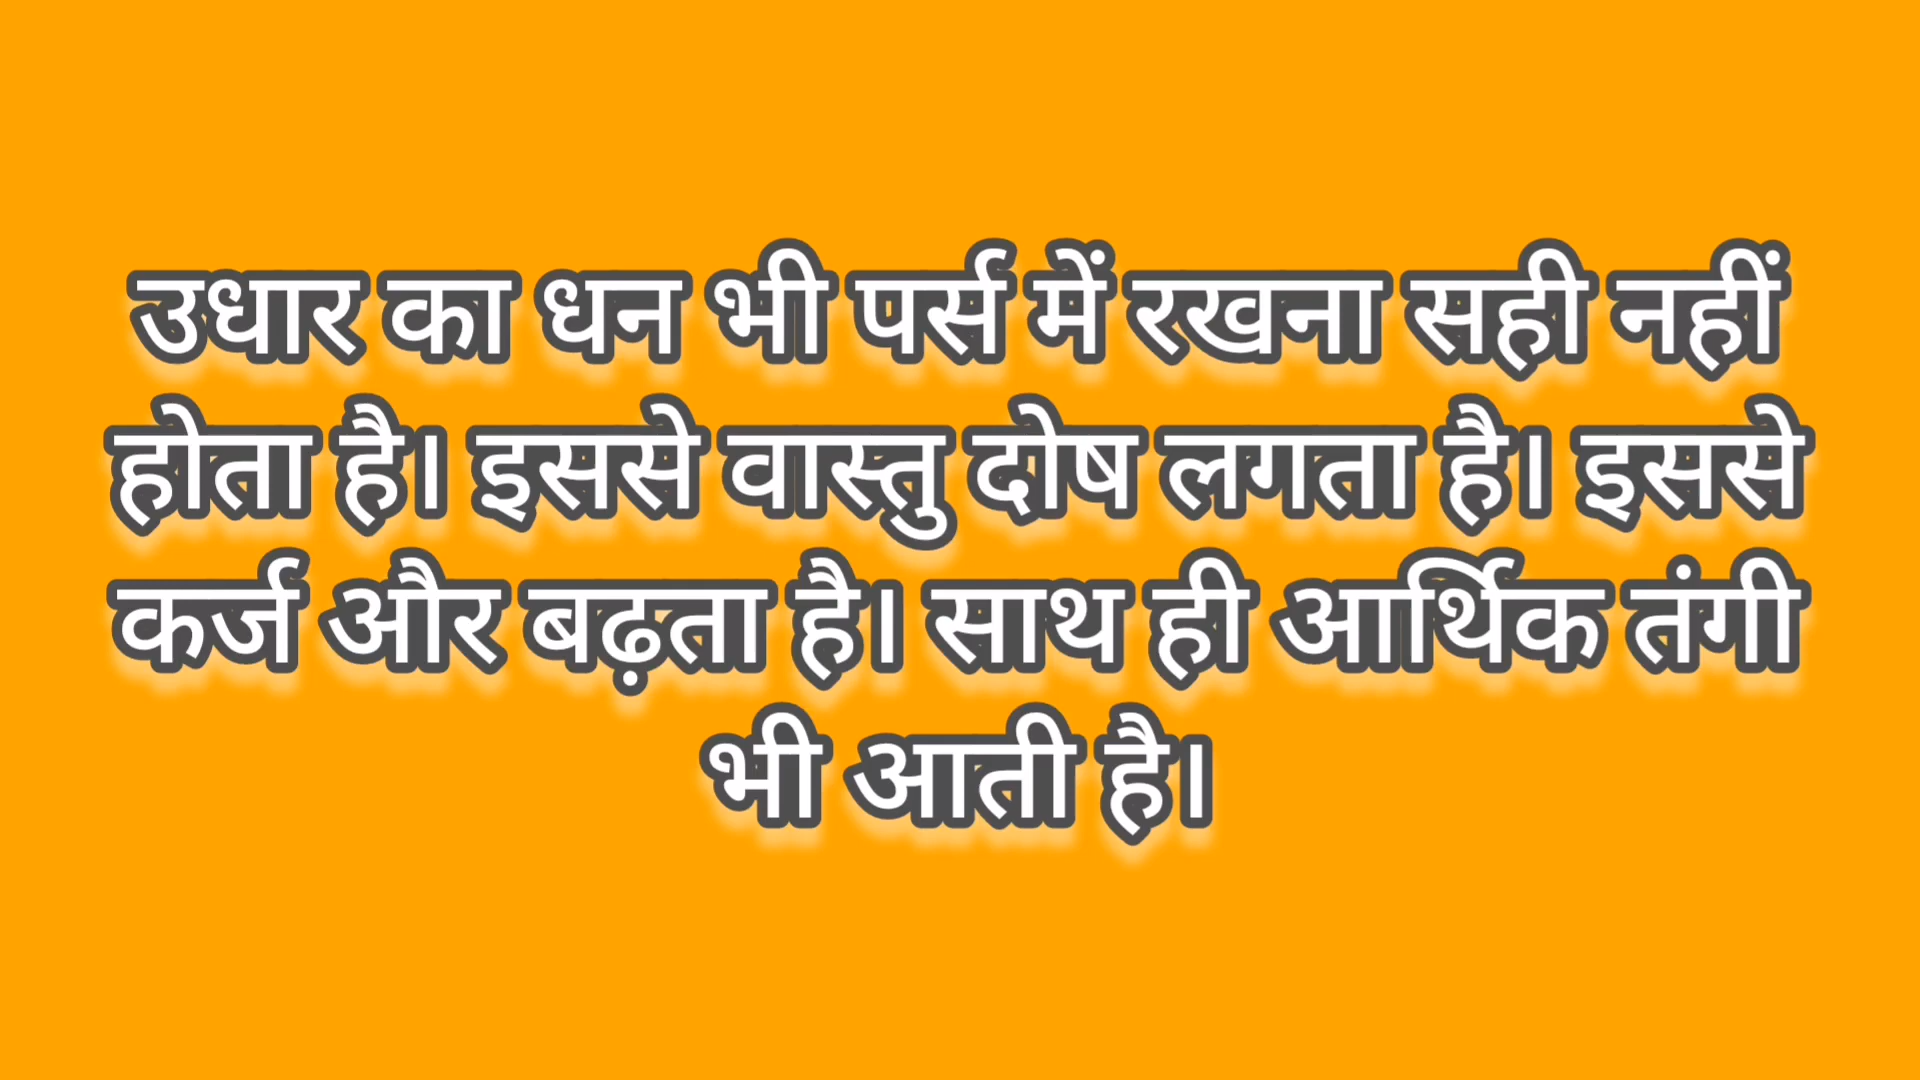 उधार का धन भी पर्स में रखना सही नहीं
होता है। इससे वास्तु दोष लगता है। इससे
कर्ज और बढ़ता है। साथ ही आर्थिक तंगी
भी आती है।